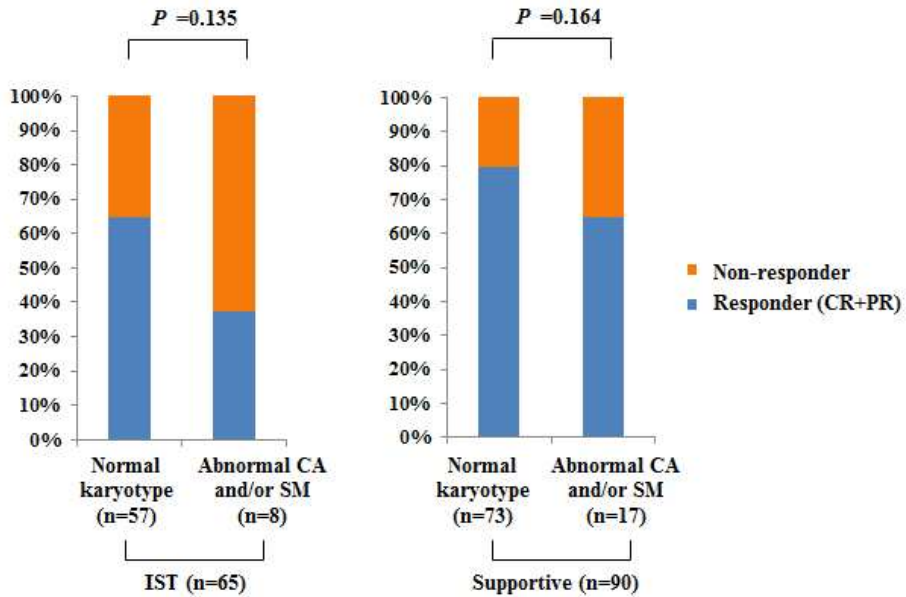 P =0.135
100%
90%
80%
70%
60%
50%
40%
30%
20%
10%
0%
Normal
karyotype
(n=57)
Abnormal CA
and/or SM
(n=8)
IST (n=65)
P =0.164
100%
90%
80%
70%
60%
50%
40%
30%
20%
10%
0%
Normal
karyotype
(n=73)
Abnormal CA
and/or SM
(n=17)
Supportive (n=90)
Non-responder
Responder (CR+PR)